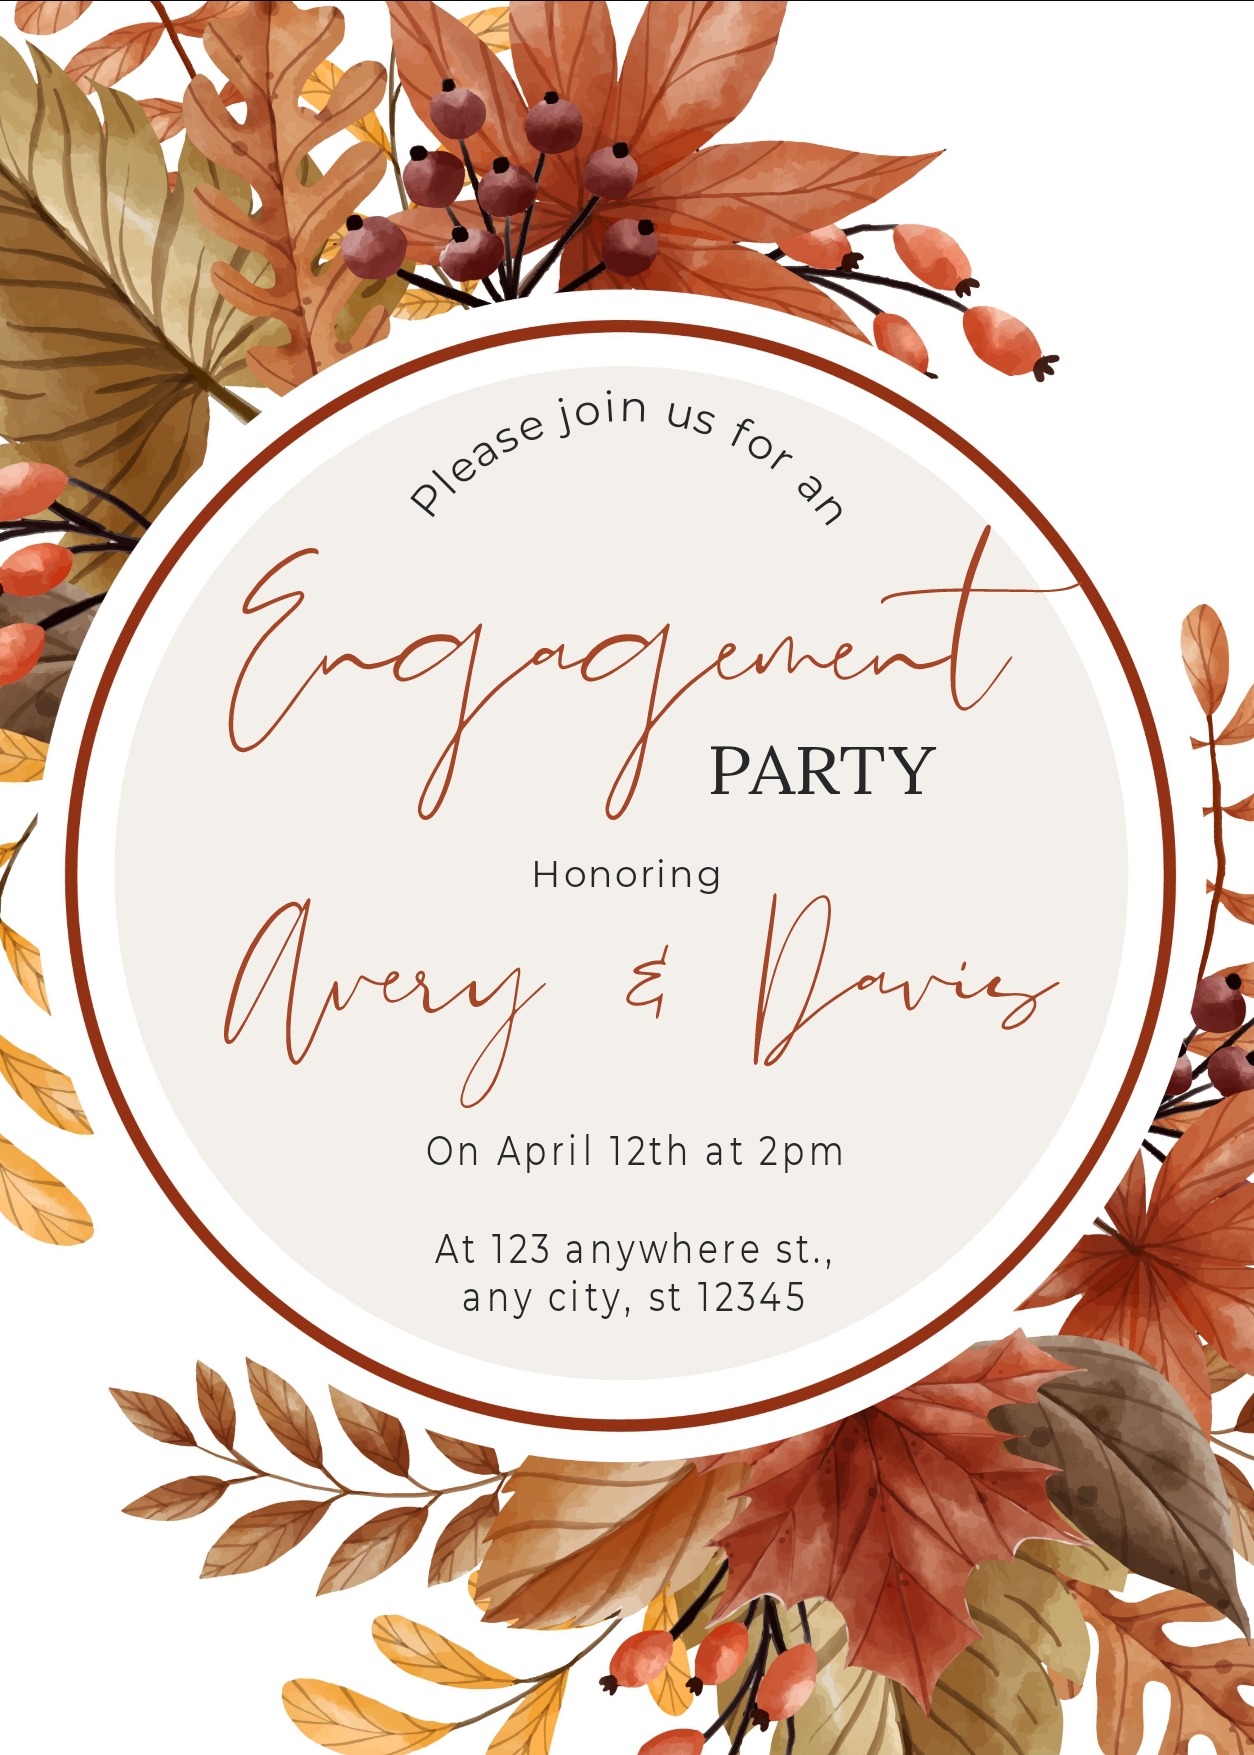 Please join us for an
Engagement
PARTY
Honoring
Avery & Davis
On April 12th at 2pm
At 123 anywhere st.,
any city, st 12345